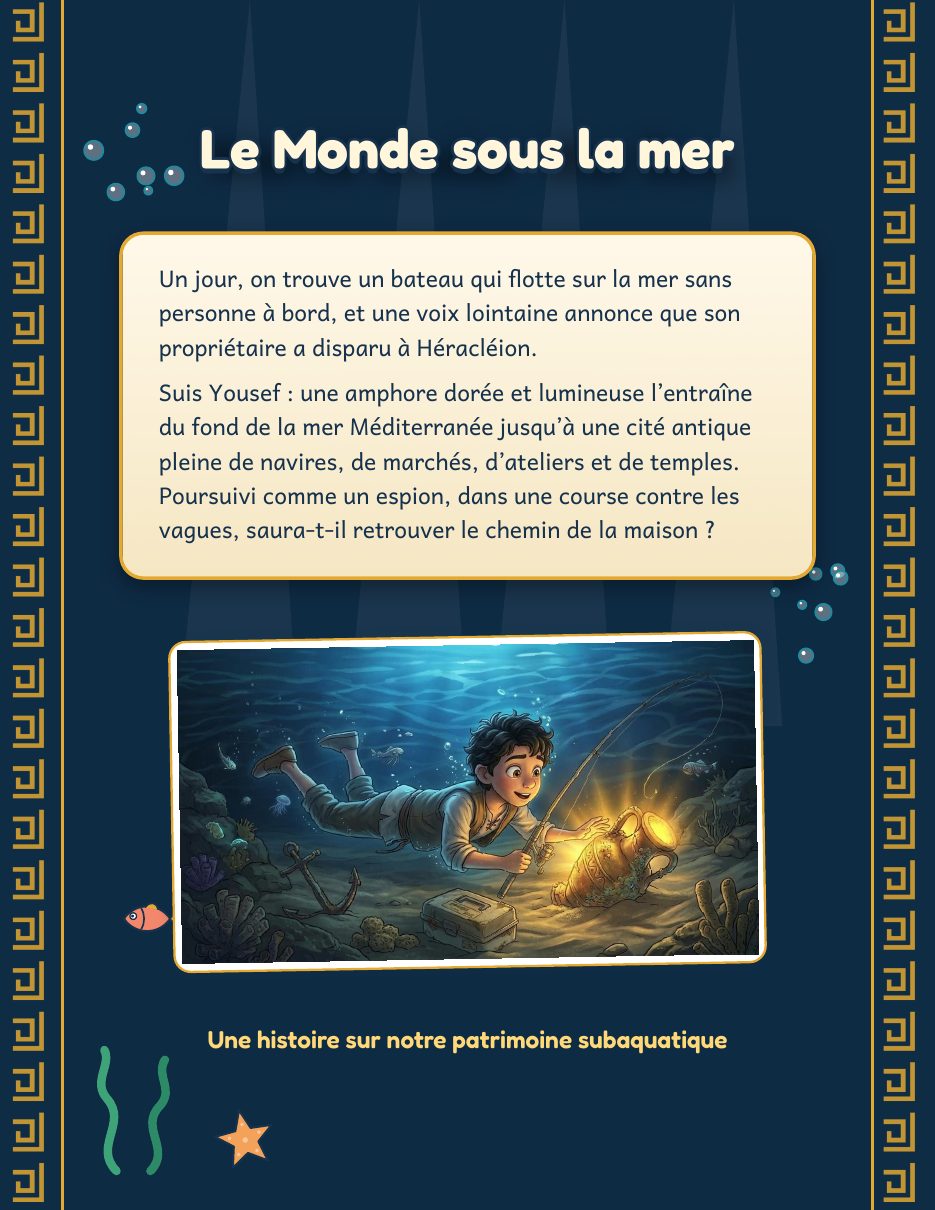 Le Monde sous la mer
Un jour, on trouve un bateau qui flotte sur la mer sans
personne à bord, et une voix lointaine annonce que son
propriétaire a disparu à Héracléion.
Suis Yousef : une amphore dorée et lumineuse l’entraîne
du fond de la mer Méditerranée jusqu’à une cité antique
pleine de navires, de marchés, d’ateliers et de temples.
Poursuivi comme un espion, dans une course contre les
vagues, saura-t-il retrouver le chemin de la maison ?
Une histoire sur notre patrimoine subaquatique